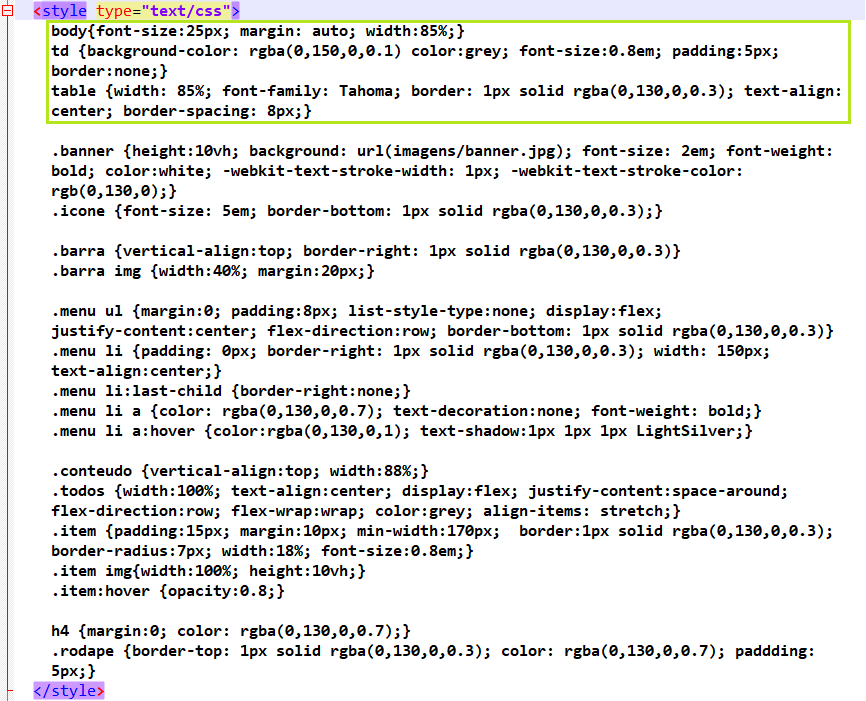 <style type="text/css">
body{font-size:25px; margin: auto; width:85%;}
td {background-color: rgba(0,150,0,0.1) color:grey; font-size:0.8em; padding:5px;
border:none;}
table {width: 85%; font-family: Tahoma; border: 1px solid rgba(0,130,0,0.3); text-align:
center; border-spacing: 8px;}
.banner {height:10vh; background: url(imagens/banner.jpg); font-size: 2em; font-weight:
bold; color:white; -webkit-text-stroke-width: 1px; -webkit-text-stroke-color:
rgb(0,130,0);}
.icone {font-size: 5em; border-bottom: 1px solid rgba(0,130,0,0.3);}
.barra {vertical-align:top; border-right: 1px solid rgba(0,130,0,0.3)}
.barra img {width:40%; margin:20px;}
.menu ul {margin:0; padding:8px; list-style-type:none; display:flex;
justify-content:center; flex-direction:row; border-bottom: 1px solid rgba(0,130,0,0.3)}
.menu li {padding: 0px; border-right: 1px solid rgba(0,130,0,0.3); width: 150px;
text-align:center;}
.menu li:last-child {border-right:none;}
.menu li a {color: rgba(0,130,0,0.7); text-decoration:none; font-weight: bold;}
.menu li a:hover {color:rgba(0,130,0,1); text-shadow:1px 1px 1px LightSilver;}
.conteudo {vertical-align:top; width:88%;}
.todos {width:100%; text-align:center; display:flex; justify-content:space-around;
flex-direction:row; flex-wrap:wrap; color:grey; align-items: stretch;}
.item {padding:15px; margin:10px; min-width:170px;  border:1px solid rgba(0,130,0,0.3);
border-radius:7px; width:18%; font-size:0.8em;}
.item img{width:100%; height:10vh;}
.item:hover {opacity:0.8;}
h4 {margin:0; color: rgba(0,130,0,0.7);}
.rodape {border-top: 1px solid rgba(0,130,0,0.3); color: rgba(0,130,0,0.7); paddding:
5px;}
</style>